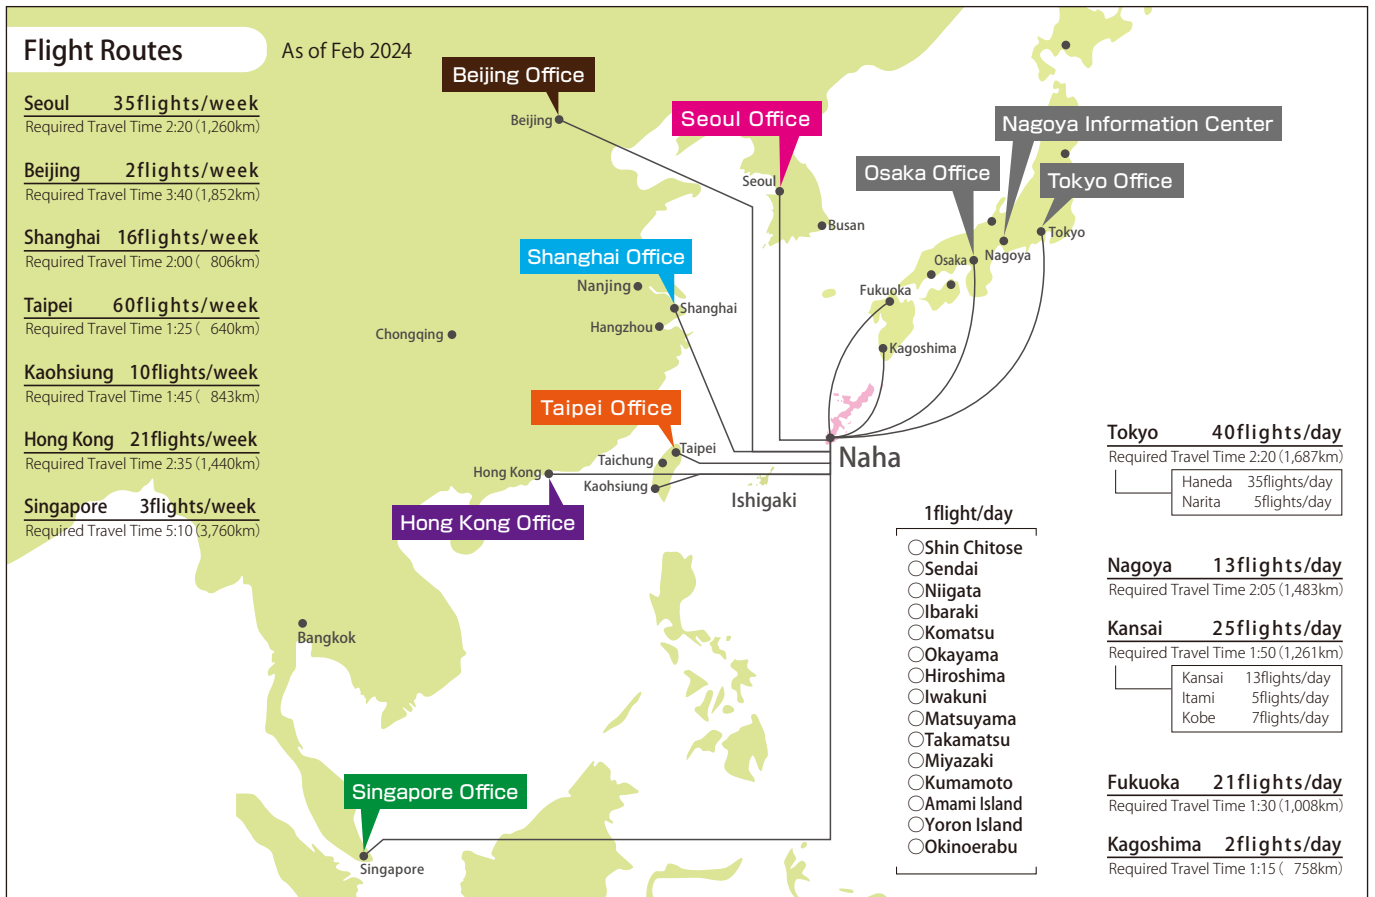 Flight Routes
As of Feb 2024
Seoul 35flights/week
Required Travel Time 2:20 (1,260km)
Beijing 2flights/week
Required Travel Time 3:40 (1,852km)
Shanghai 16flights/week
Required Travel Time 2:00 ( 806km)
Taipei 60flights/week
Required Travel Time 1:25 ( 640km)
Kaohsiung 10flights/week
Required Travel Time 1:45 ( 843km)
Hong Kong 21flights/week
Required Travel Time 2:35 (1,440km)
Singapore 3flights/week
Required Travel Time 5:10 (3,760km)
Beijing Office
Beijing
Seoul Office
Seoul
Busan
Nagoya Information Center
Osaka Office
Tokyo Office
Tokyo
Nagoya
Osaka
Fukuoka
Kagoshima
Shanghai Office
Nanjing
Shanghai
Hangzhou
Chongqing
Taipei Office
Taipei
Taichung
Kaohsiung
Hong Kong
Hong Kong Office
Naha
Ishigaki
Bangkok
Singapore Office
Singapore
1flight/day
○Shin Chitose
○Sendai
○Niigata
○Ibaraki
○Komatsu
○Okayama
○Hiroshima
○Iwakuni
○Matsuyama
○Takamatsu
○Miyazaki
○Kumamoto
○Amami Island
○Yoron Island
○Okinoerabu
Tokyo 40flights/day
Required Travel Time 2:20 (1,687km)
Haneda 35flights/day
Narita 5flights/day
Nagoya 13flights/day
Required Travel Time 2:05 (1,483km)
Kansai 25flights/day
Required Travel Time 1:50 (1,261km)
Kansai 13flights/day
Itami 5flights/day
Kobe 7flights/day
Fukuoka 21flights/day
Required Travel Time 1:30 (1,008km)
Kagoshima 2flights/day
Required Travel Time 1:15 ( 758km)